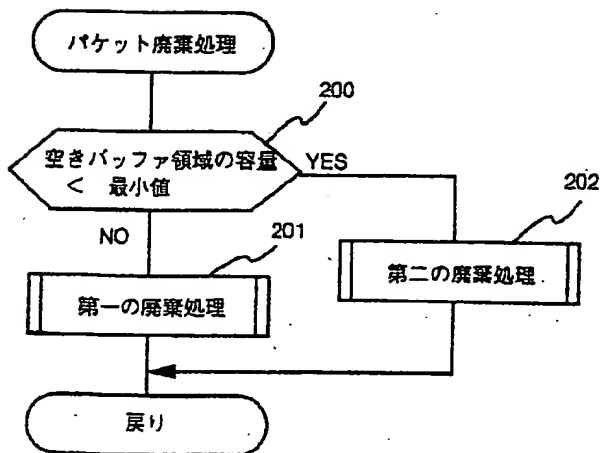 パケット廃棄処理
200
空きバッファ領域の容量
< 最小値
YES
NO
201
202
第一の廃棄処理
第二の廃棄処理
戻り